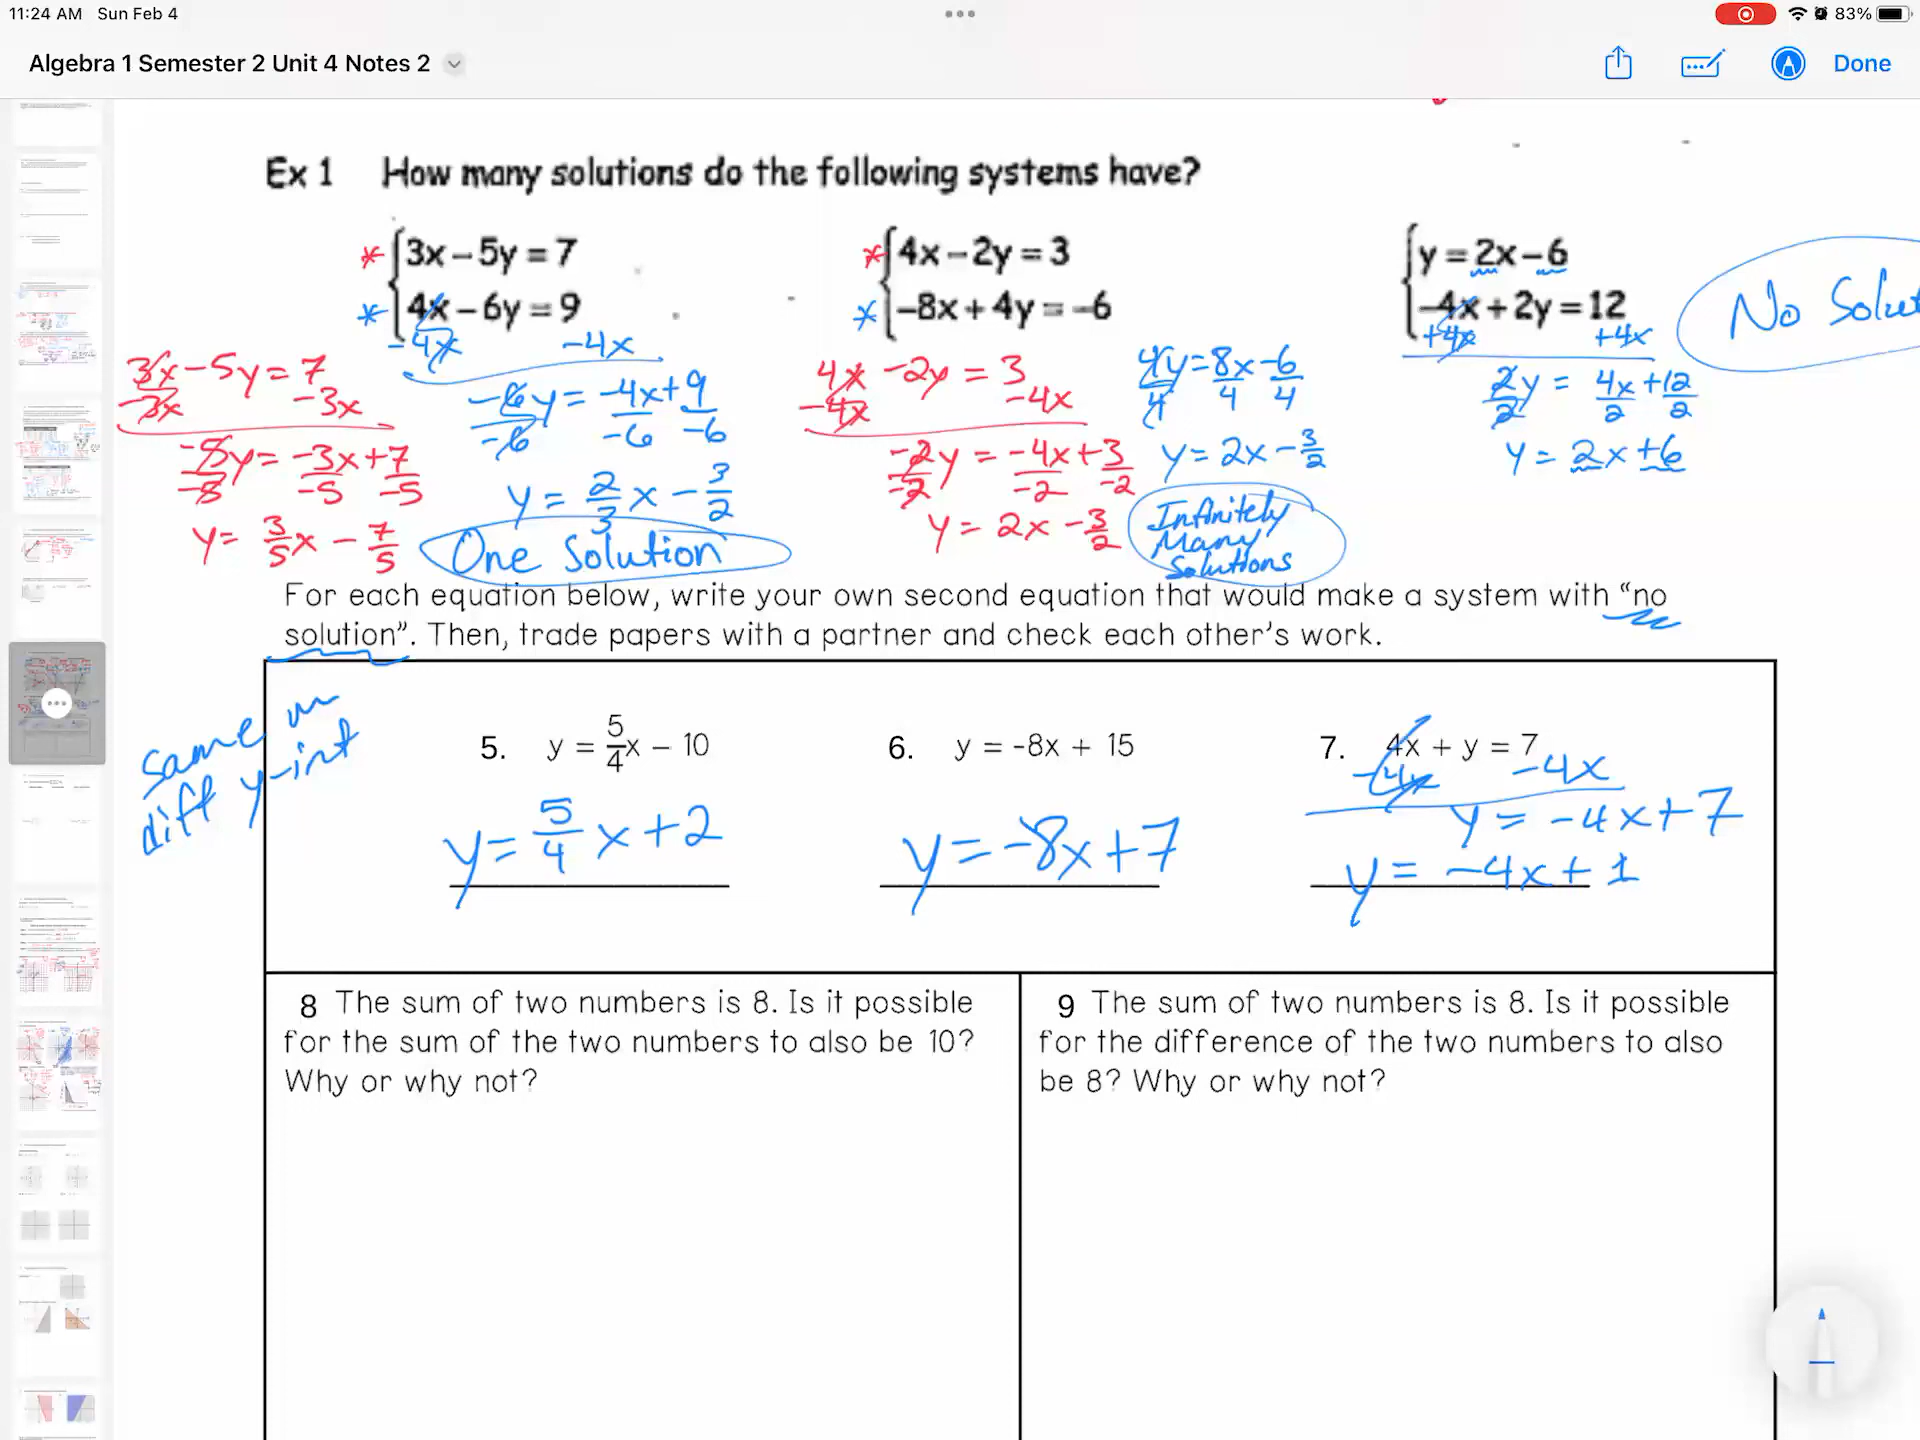 11:24 AM Sun Feb 4
83%
Algebra 1 Semester 2 Unit 4 Notes 2
Done
Ex 1 How many solutions do the following systems have?
* 3x - 5y = 7
* 4x - 6y = 9
-4x -4x
3x - 5y = 7
-3x -3x
-5y = -3x + 7
-5 -5 -5
y = 3/5 x - 7/5
-6y = -4x + 9
-6 -6 -6
y = 2/3 x - 3/2
One Solution
* 4x - 2y = 3
* -8x + 4y = -6
4x - 2y = 3
-4x -4x
-2y = -4x + 3
-2 -2 -2
y = 2x - 3/2
4y = 8x - 6
4 4 4
y = 2x - 3/2
Infinitely
Many
Solutions
y = 2x - 6
-4x + 2y = 12
+4x +4x
2y = 4x + 12
2 2 2
y = 2x + 6
No Solut
For each equation below, write your own second equation that would make a system with "no
solution". Then, trade papers with a partner and check each other's work.
same m
diff y-int
5. y = 5/4 x - 10
y = 5/4 x + 2
6. y = -8x + 15
y = -8x + 7
7. 4x + y = 7
-4x -4x
y = -4x + 7
y = -4x + 1
8 The sum of two numbers is 8. Is it possible
for the sum of the two numbers to also be 10?
Why or why not?
9 The sum of two numbers is 8. Is it possible
for the difference of the two numbers to also
be 8? Why or why not?